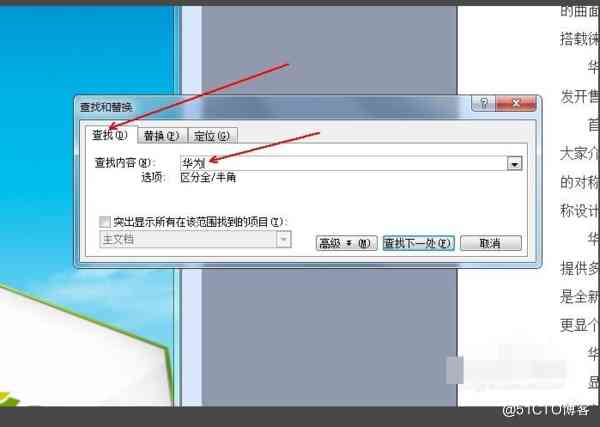 的曲面
搭载徕
华
发开售
首
大家介
的对称
称设计
华
提供多
是全新
更显个
华
显
查找和替换
查找(D)
替换(P)
定位(G)
查找内容(N):
华为
选项:
区分全/半角
突出显示所有在该范围找到的项目(T):
主文档
高级 ¥ (M)
查找下一处(F)
取消
@51CTO博客